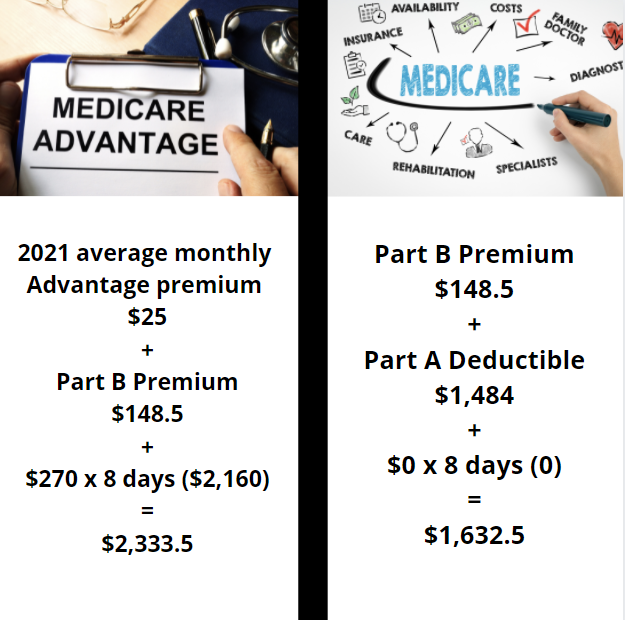 MEDICARE
ADVANTAGE
2021 average monthly
Advantage premium
$25
+
Part B Premium
$148.5
+
$270 x 8 days ($2,160)
=
$2,333.5
AVAILABILITY
COSTS
FAMILY
DOCTOR
INSURANCE
MEDICARE
DIAGNOST
CARE
REHABILITATION
SPECIALISTS
Part B Premium
$148.5
+
Part A Deductible
$1,484
+
$0 x 8 days (0)
=
$1,632.5